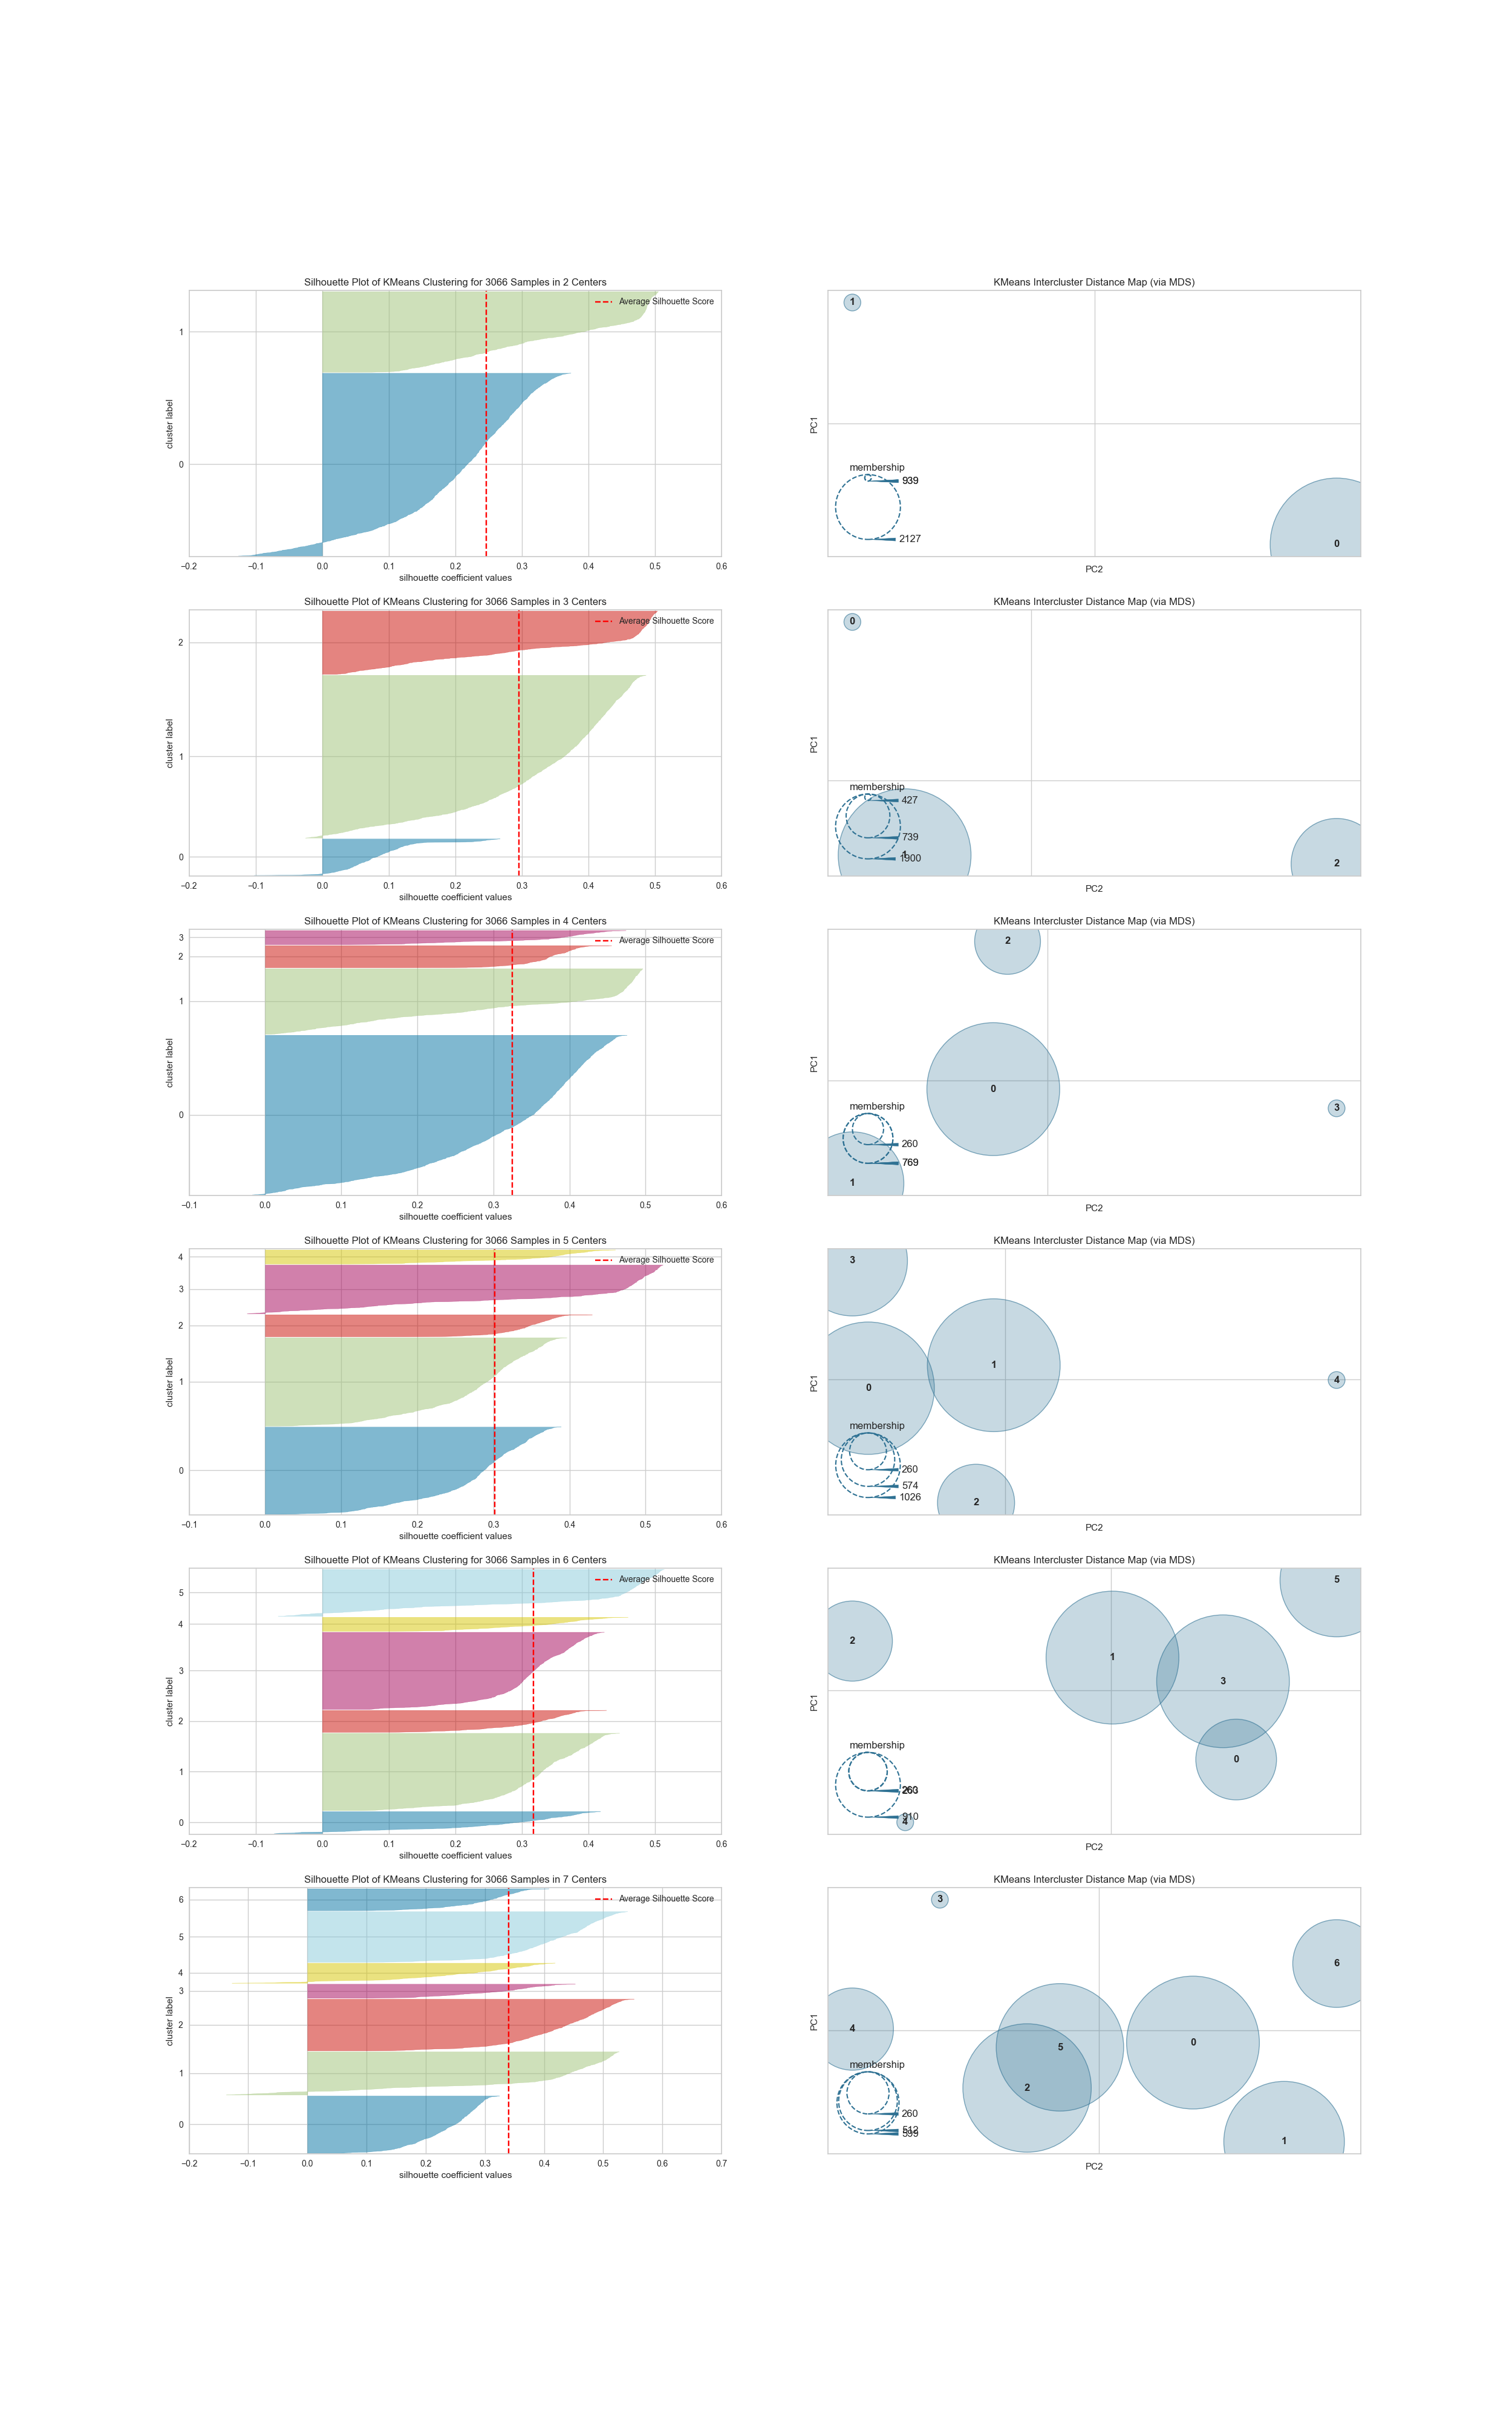 Silhouette Plot of KMeans Clustering for 3066 Samples in 2 Centers
Average Silhouette Score
cluster label
1
0
−0.2 −0.1 0.0 0.1 0.2 0.3 0.4 0.5 0.6
silhouette coefficient values
KMeans Intercluster Distance Map (via MDS)
1
PC1
membership
939
2127
0
PC2
Silhouette Plot of KMeans Clustering for 3066 Samples in 3 Centers
Average Silhouette Score
cluster label
2
1
0
−0.2 −0.1 0.0 0.1 0.2 0.3 0.4 0.5 0.6
silhouette coefficient values
KMeans Intercluster Distance Map (via MDS)
0
PC1
membership
427
739
1900
1
2
PC2
Silhouette Plot of KMeans Clustering for 3066 Samples in 4 Centers
Average Silhouette Score
cluster label
3
2
1
0
−0.1 0.0 0.1 0.2 0.3 0.4 0.5 0.6
silhouette coefficient values
KMeans Intercluster Distance Map (via MDS)
2
PC1
0
3
membership
260
769
1
PC2
Silhouette Plot of KMeans Clustering for 3066 Samples in 5 Centers
Average Silhouette Score
cluster label
4
3
2
1
0
−0.1 0.0 0.1 0.2 0.3 0.4 0.5 0.6
silhouette coefficient values
KMeans Intercluster Distance Map (via MDS)
3
1
PC1
4
0
membership
260
574
1026
2
PC2
Silhouette Plot of KMeans Clustering for 3066 Samples in 6 Centers
Average Silhouette Score
cluster label
5
4
3
2
1
0
−0.2 −0.1 0.0 0.1 0.2 0.3 0.4 0.5 0.6
silhouette coefficient values
KMeans Intercluster Distance Map (via MDS)
5
2
1
3
PC1
membership
0
910
4
PC2
Silhouette Plot of KMeans Clustering for 3066 Samples in 7 Centers
Average Silhouette Score
cluster label
6
5
4
3
2
1
0
−0.2 −0.1 0.0 0.1 0.2 0.3 0.4 0.5 0.6 0.7
silhouette coefficient values
KMeans Intercluster Distance Map (via MDS)
3
6
PC1
4
0
5
membership
2
260
1
PC2